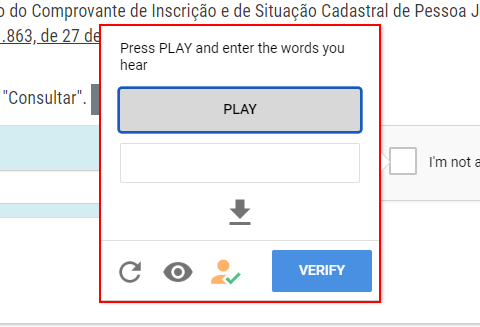 o do Comprovante de Inscrição e de Situação Cadastral de Pessoa J
.863, de 27 de
Press PLAY and enter the words you
hear
"Consultar".
PLAY
I'm not a
VERIFY